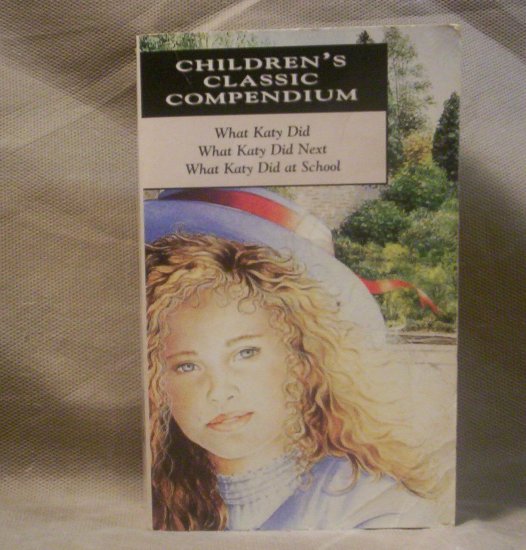 CHILDREN'S
CLASSIC
COMPENDIUM
What Katy Did
What Katy Did Next
What Katy Did at School